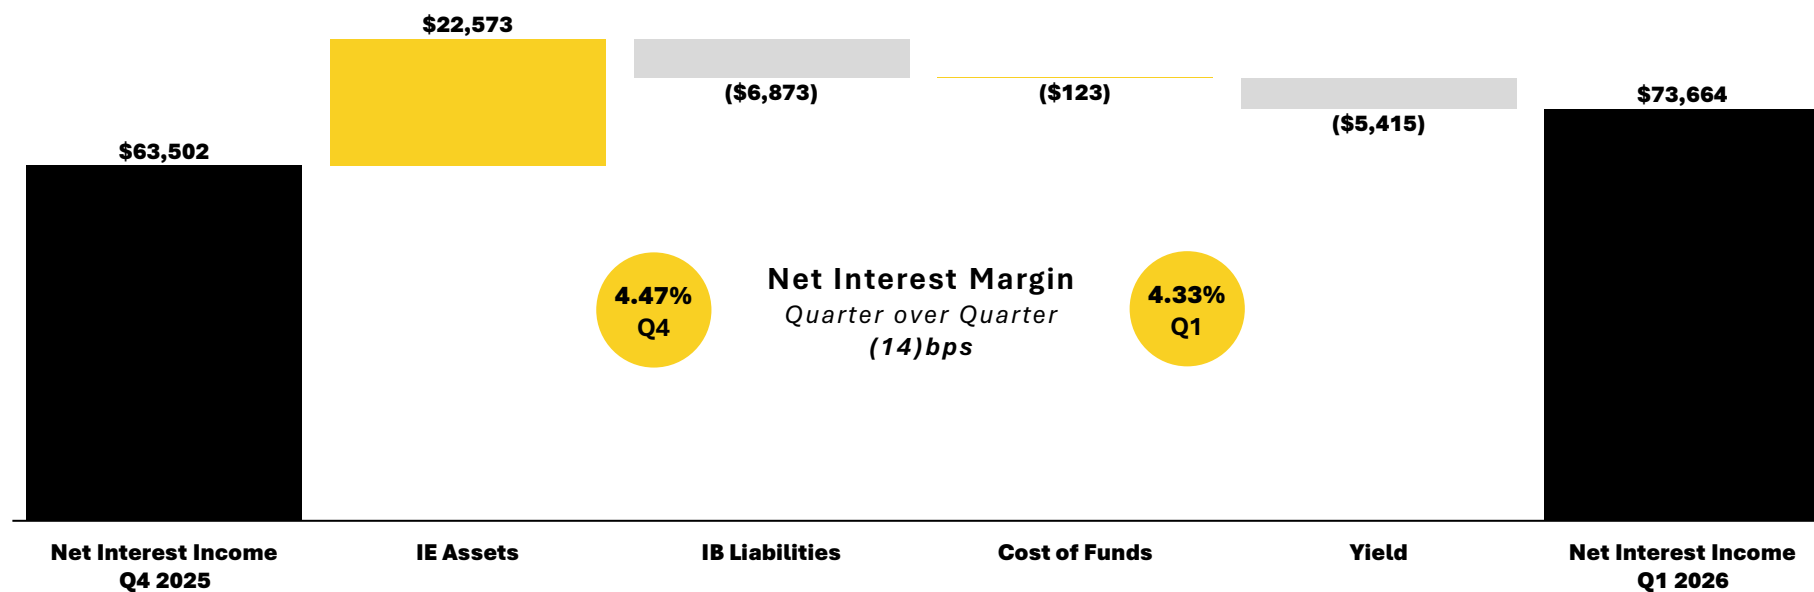 $22,573
($6,873)
($123)
$73,664
($5,415)
$63,502
4.47%
Q4
Net Interest Margin
Quarter over Quarter
(14)bps
4.33%
Q1
Net Interest Income
Q4 2025
IE Assets
IB Liabilities
Cost of Funds
Yield
Net Interest Income
Q1 2026